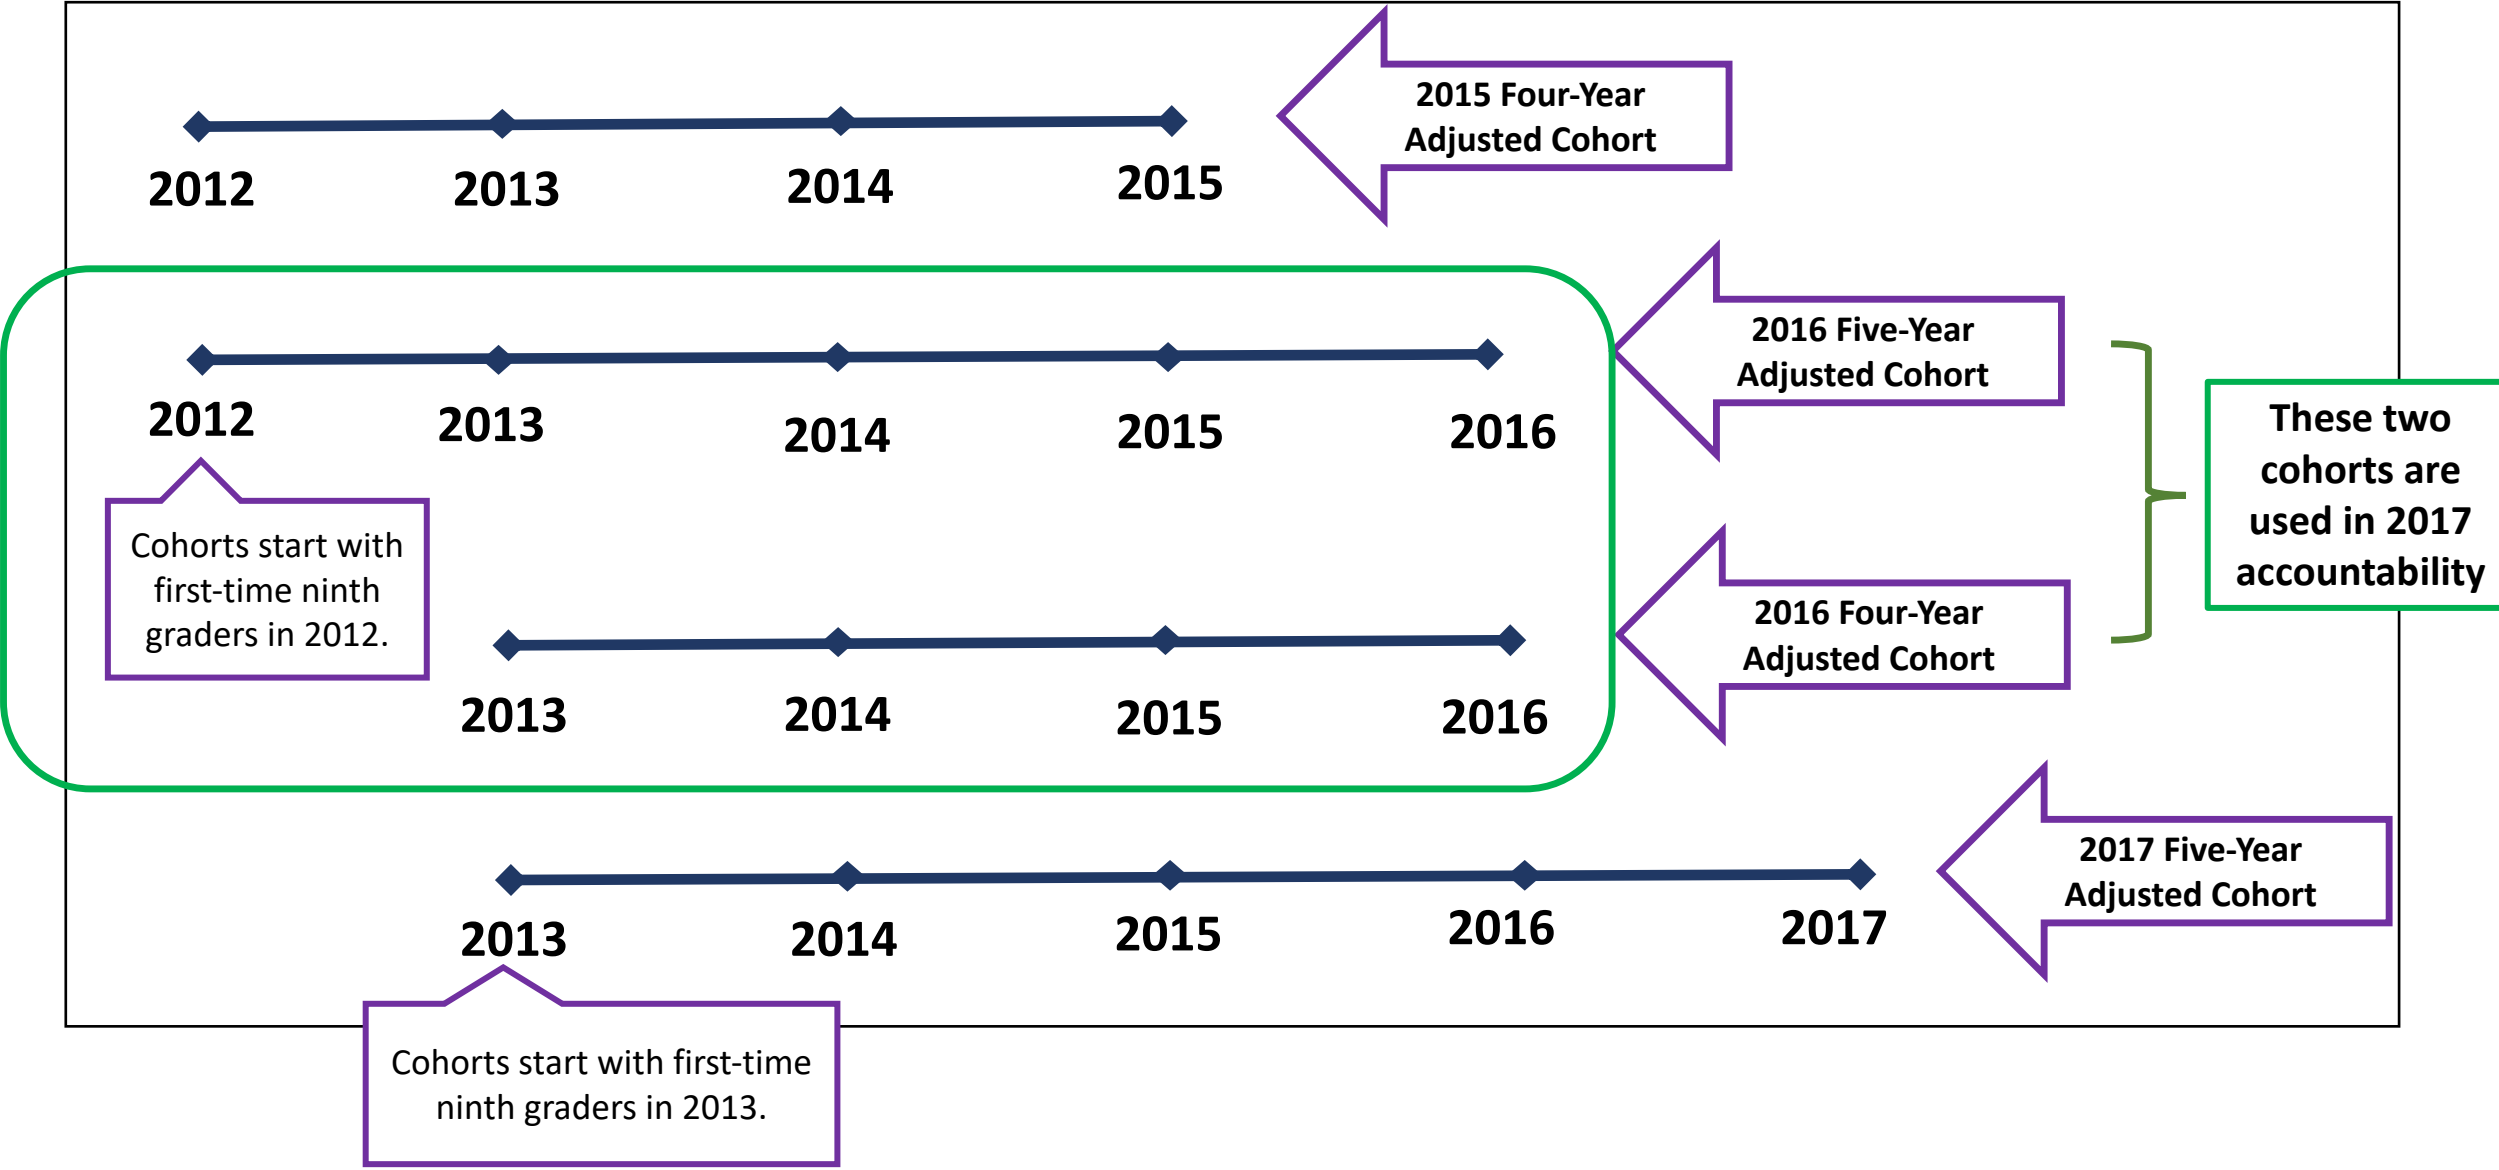 2015 Four-Year
Adjusted Cohort
2012 2013 2014 2015
2016 Five-Year
Adjusted Cohort
2012 2013 2014 2015 2016
These two
cohorts are
used in 2017
accountability
Cohorts start with
first-time ninth
graders in 2012.
2016 Four-Year
Adjusted Cohort
2013 2014 2015 2016
2017 Five-Year
Adjusted Cohort
2013 2014 2015 2016 2017
Cohorts start with first-time
ninth graders in 2013.